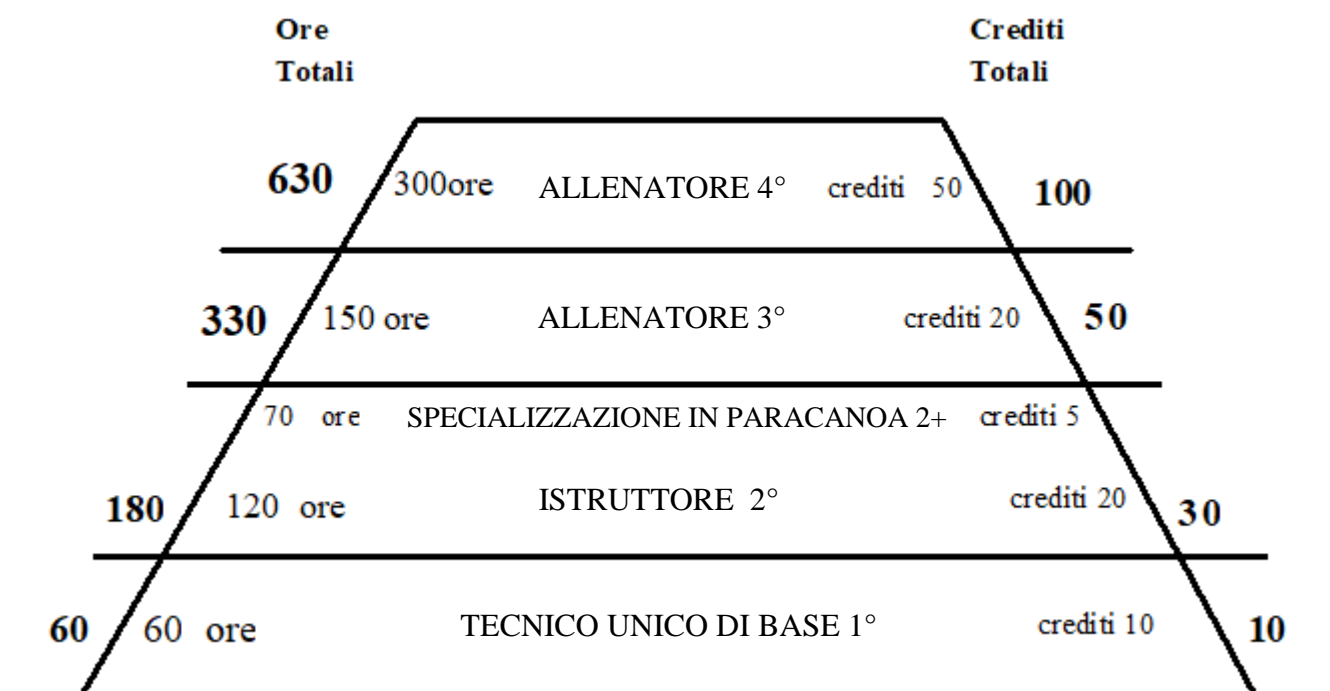 Ore Crediti
Totali Totali
630 300ore ALLENATORE 4° crediti 50 100
330 150 ore ALLENATORE 3° crediti 20 50
70 ore SPECIALIZZAZIONE IN PARACANOA 2+ crediti 5
180 120 ore ISTRUTTORE 2° crediti 20 30
60 60 ore TECNICO UNICO DI BASE 1° crediti 10 10